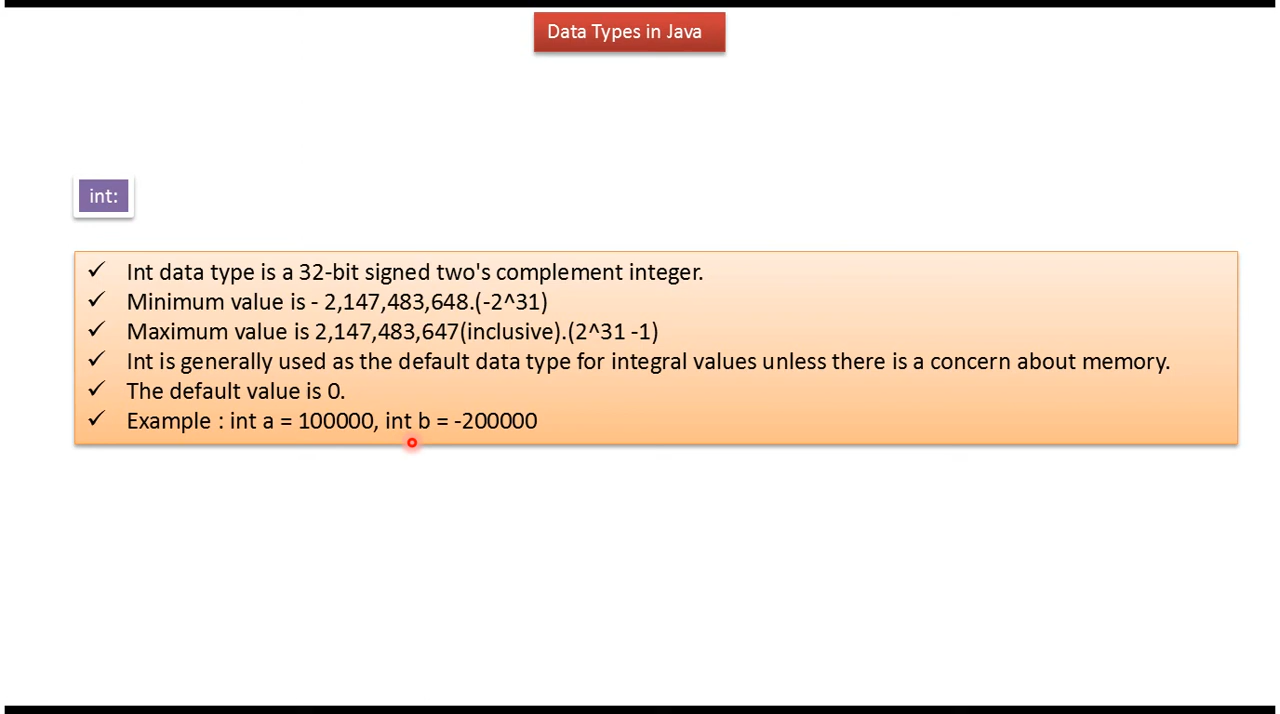 Data Types in Java
int:
✓ Int data type is a 32-bit signed two's complement integer.
✓ Minimum value is - 2,147,483,648.(-2^31)
✓ Maximum value is 2,147,483,647(inclusive).(2^31 -1)
✓ Int is generally used as the default data type for integral values unless there is a concern about memory.
✓ The default value is 0.
✓ Example : int a = 100000, int b = -200000